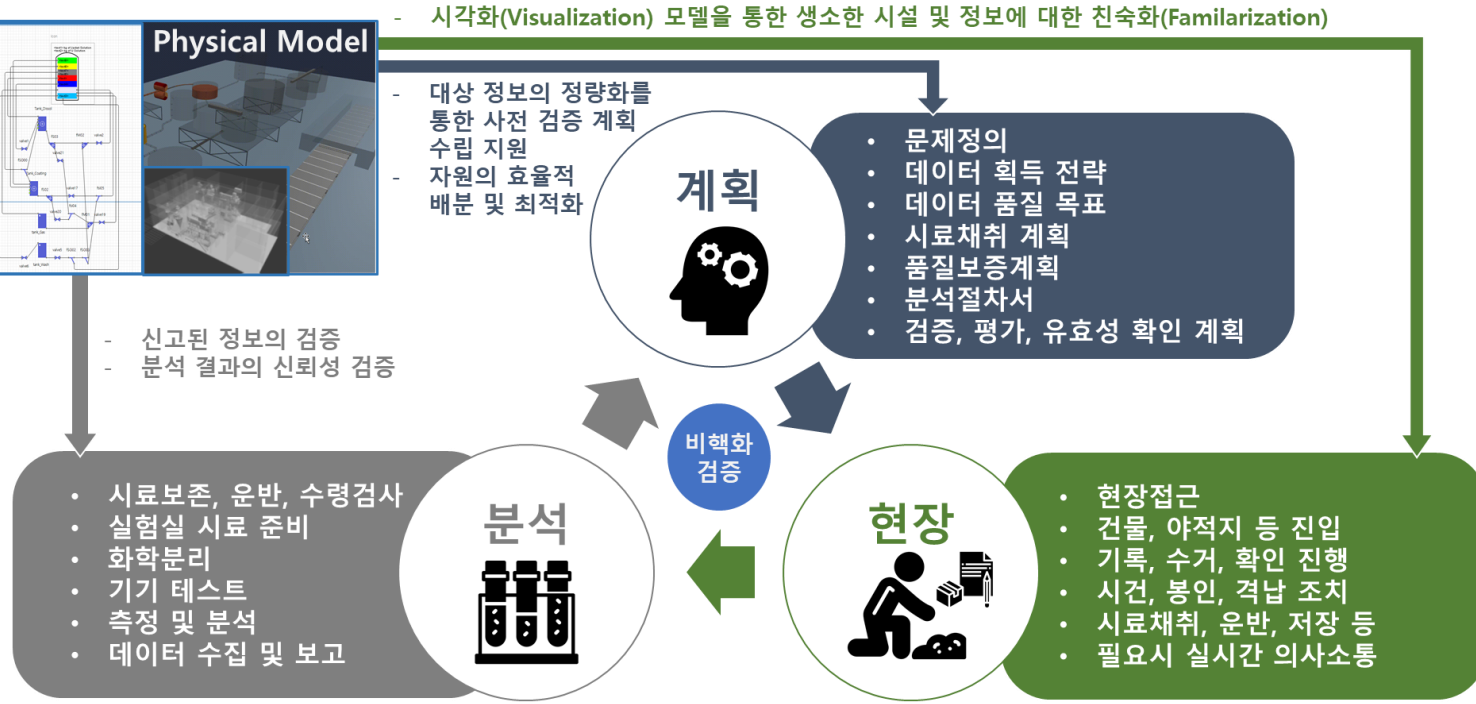 - 시각화(Visualization) 모델을 통한 생소한 시설 및 정보에 대한 친숙화(Familarization)
Physical Model
- 대상 정보의 정량화를
통한 사전 검증 계획
수립 지원
- 자원의 효율적
배분 및 최적화
계획
• 문제정의
• 데이터 획득 전략
• 데이터 품질 목표
• 시료채취 계획
• 품질보증계획
• 분석절차서
• 검증, 평가, 유효성 확인 계획
- 신고된 정보의 검증
- 분석 결과의 신뢰성 검증
비핵화
검증
• 시료보존, 운반, 수령검사
• 실험실 시료 준비
• 화학분리
• 기기 테스트
• 측정 및 분석
• 데이터 수집 및 보고
분석
현장
• 현장접근
• 건물, 야적지 등 진입
• 기록, 수거, 확인 진행
• 시건, 봉인, 격납 조치
• 시료채취, 운반, 저장 등
• 필요시 실시간 의사소통